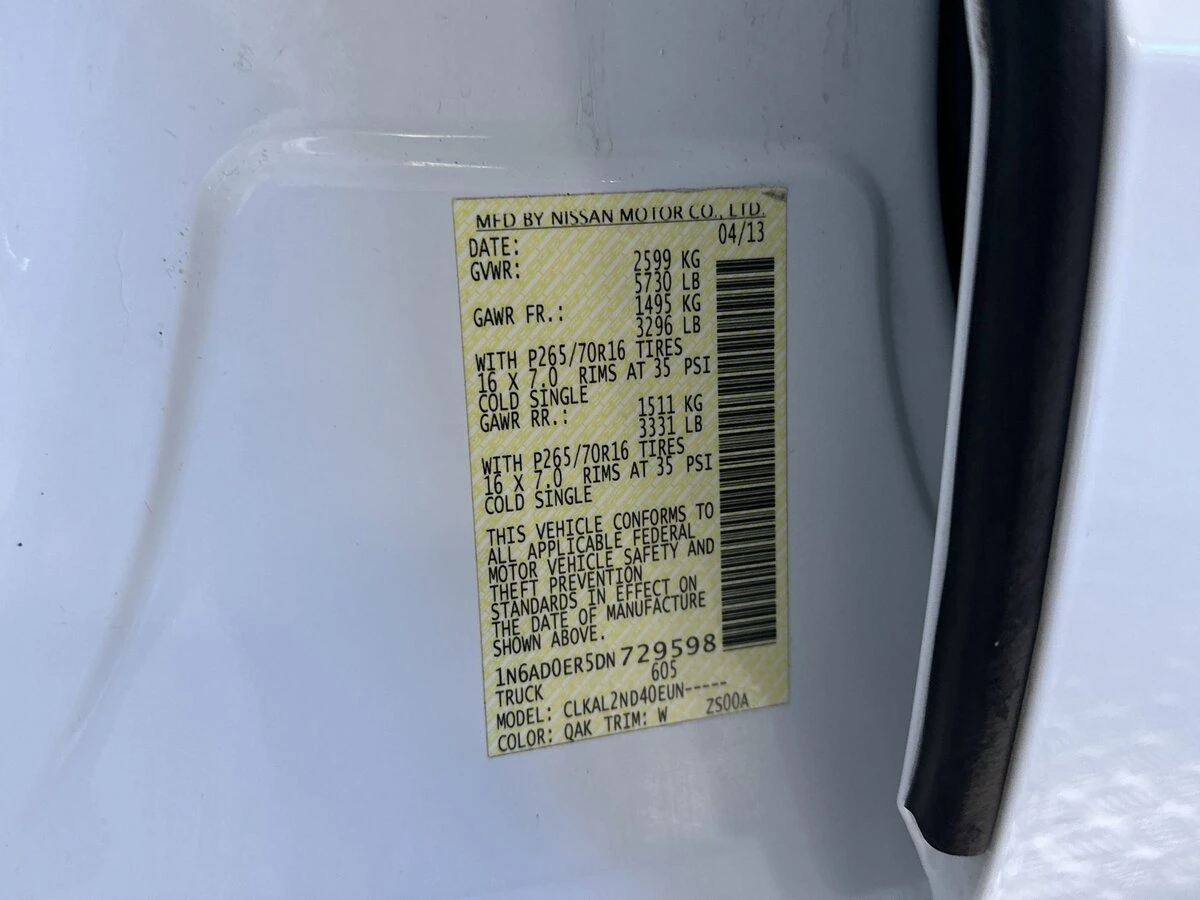 MFD BY NISSAN MOTOR CO., LTD.
DATE: 04/13
GVWR: 2599 KG
5730 LB
GAWR FR.: 1495 KG
3296 LB
WITH P265/70R16 TIRES
16 X 7.0 RIMS AT 35 PSI
COLD SINGLE
GAWR RR.: 1511 KG
3331 LB
WITH P265/70R16 TIRES
16 X 7.0 RIMS AT 35 PSI
COLD SINGLE
THIS VEHICLE CONFORMS TO
ALL APPLICABLE FEDERAL
MOTOR VEHICLE SAFETY AND
THEFT PREVENTION
STANDARDS IN EFFECT ON
THE DATE OF MANUFACTURE
SHOWN ABOVE.
1N6AD0ER5DN729598
TRUCK 605
MODEL: CLKAL2ND40EUN-----
COLOR: QAK TRIM: W ZS00A